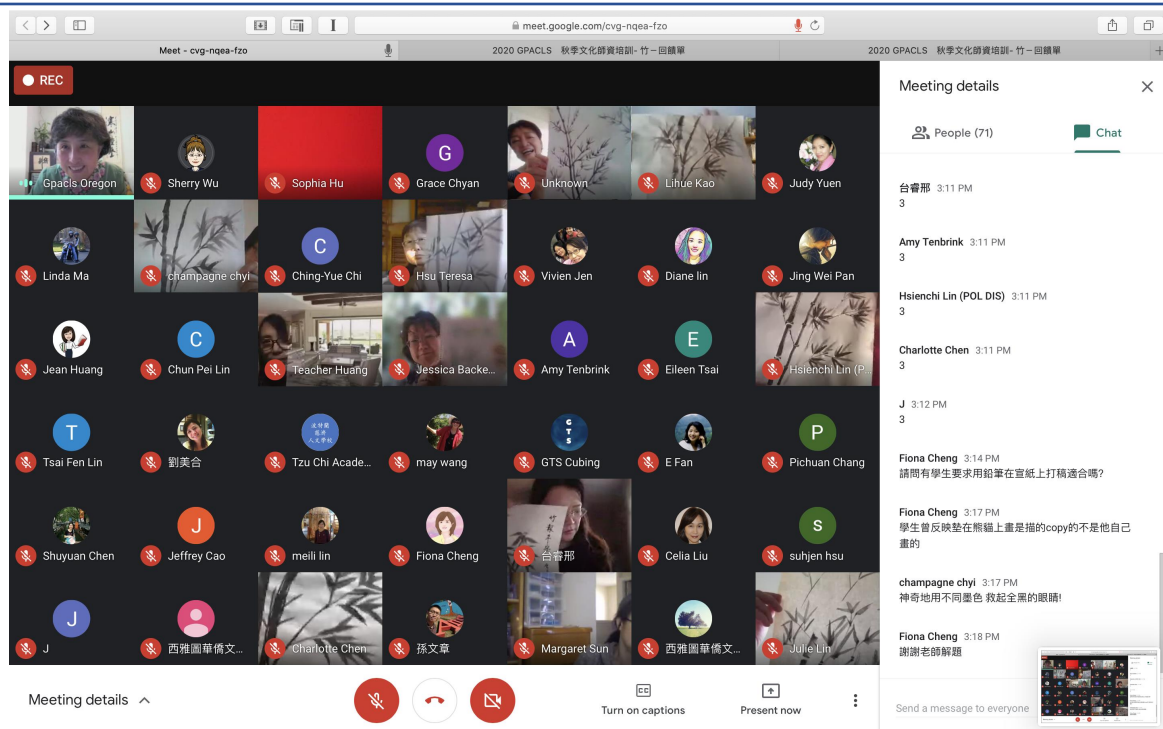 meet.google.com/cvg-nqea-fzo
Meet - cvg-nqea-fzo
2020 GPACLS 秋季文化師資培訓- 竹－回饋單
2020 GPACLS 秋季文化師資培訓- 竹－回饋單
REC
Gpacls Oregon
Sherry Wu
Sophia Hu
G
Grace Chyan
Unknown
Lihue Kao
Judy Yuen
Linda Ma
champagne chyi
C
Ching-Yue Chi
Hsu Teresa
Vivien Jen
Diane lin
Jing Wei Pan
Jean Huang
C
Chun Pei Lin
Teacher Huang
Jessica Backe...
A
Amy Tenbrink
E
Eileen Tsai
Hsienchi Lin (P...
T
Tsai Fen Lin
劉美合
Tzu Chi Acade...
may wang
G
T
S
GTS Cubing
E Fan
P
Pichuan Chang
Shuyuan Chen
J
Jeffrey Cao
meili lin
Fiona Cheng
台睿邢
Celia Liu
S
suhjen hsu
J
J
西雅圖華僑文...
Charlotte Chen
孫文章
Margaret Sun
西雅圖華僑文...
Julie Lin
Meeting details
People (71)
Chat
台睿邢 3:11 PM
3
Amy Tenbrink 3:11 PM
3
Hsienchi Lin (POL DIS) 3:11 PM
3
Charlotte Chen 3:11 PM
3
J 3:12 PM
3
Fiona Cheng 3:14 PM
請問有學生要求用鉛筆在宣紙上打稿適合嗎?
Fiona Cheng 3:17 PM
學生曾反映墊在熊貓上畫是描的copy的不是他自己
畫的
champagne chyi 3:17 PM
神奇地用不同墨色 救起全黑的眼睛!
Fiona Cheng 3:18 PM
謝謝老師解題
Send a message to everyone
Meeting details
Turn on captions
Present now